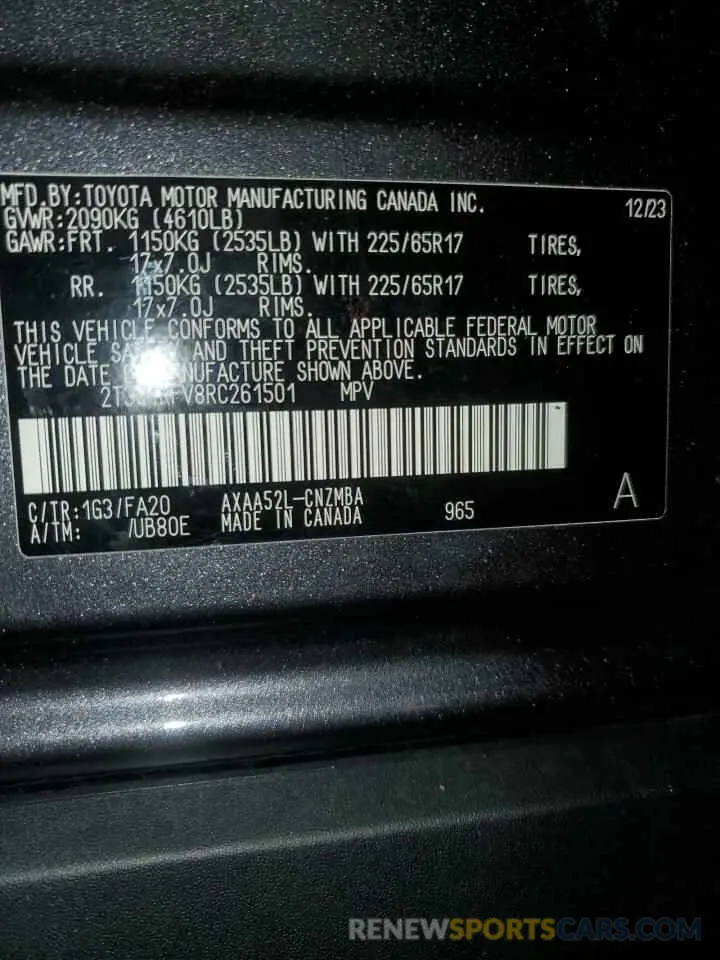 MFD.BY:TOYOTA MOTOR MANUFACTURING CANADA INC. 12/23
GVWR:2090KG (4610LB)
GAWR:FRT. 1150KG (2535LB) WITH 225/65R17 TIRES,
17x7.0J RIMS.
RR. 1150KG (2535LB) WITH 225/65R17 TIRES,
17x7.0J RIMS.
THIS VEHICLE CONFORMS TO ALL APPLICABLE FEDERAL MOTOR
VEHICLE AND THEFT PREVENTION STANDARDS IN EFFECT ON
THE DATE MANUFACTURE SHOWN ABOVE.
MPV
C/TR:1G3/FA20 AXAA52L-CNZMBA
A/TM: /UB80E MADE IN CANADA 965 A
RENEWSPORTSCARS.COM